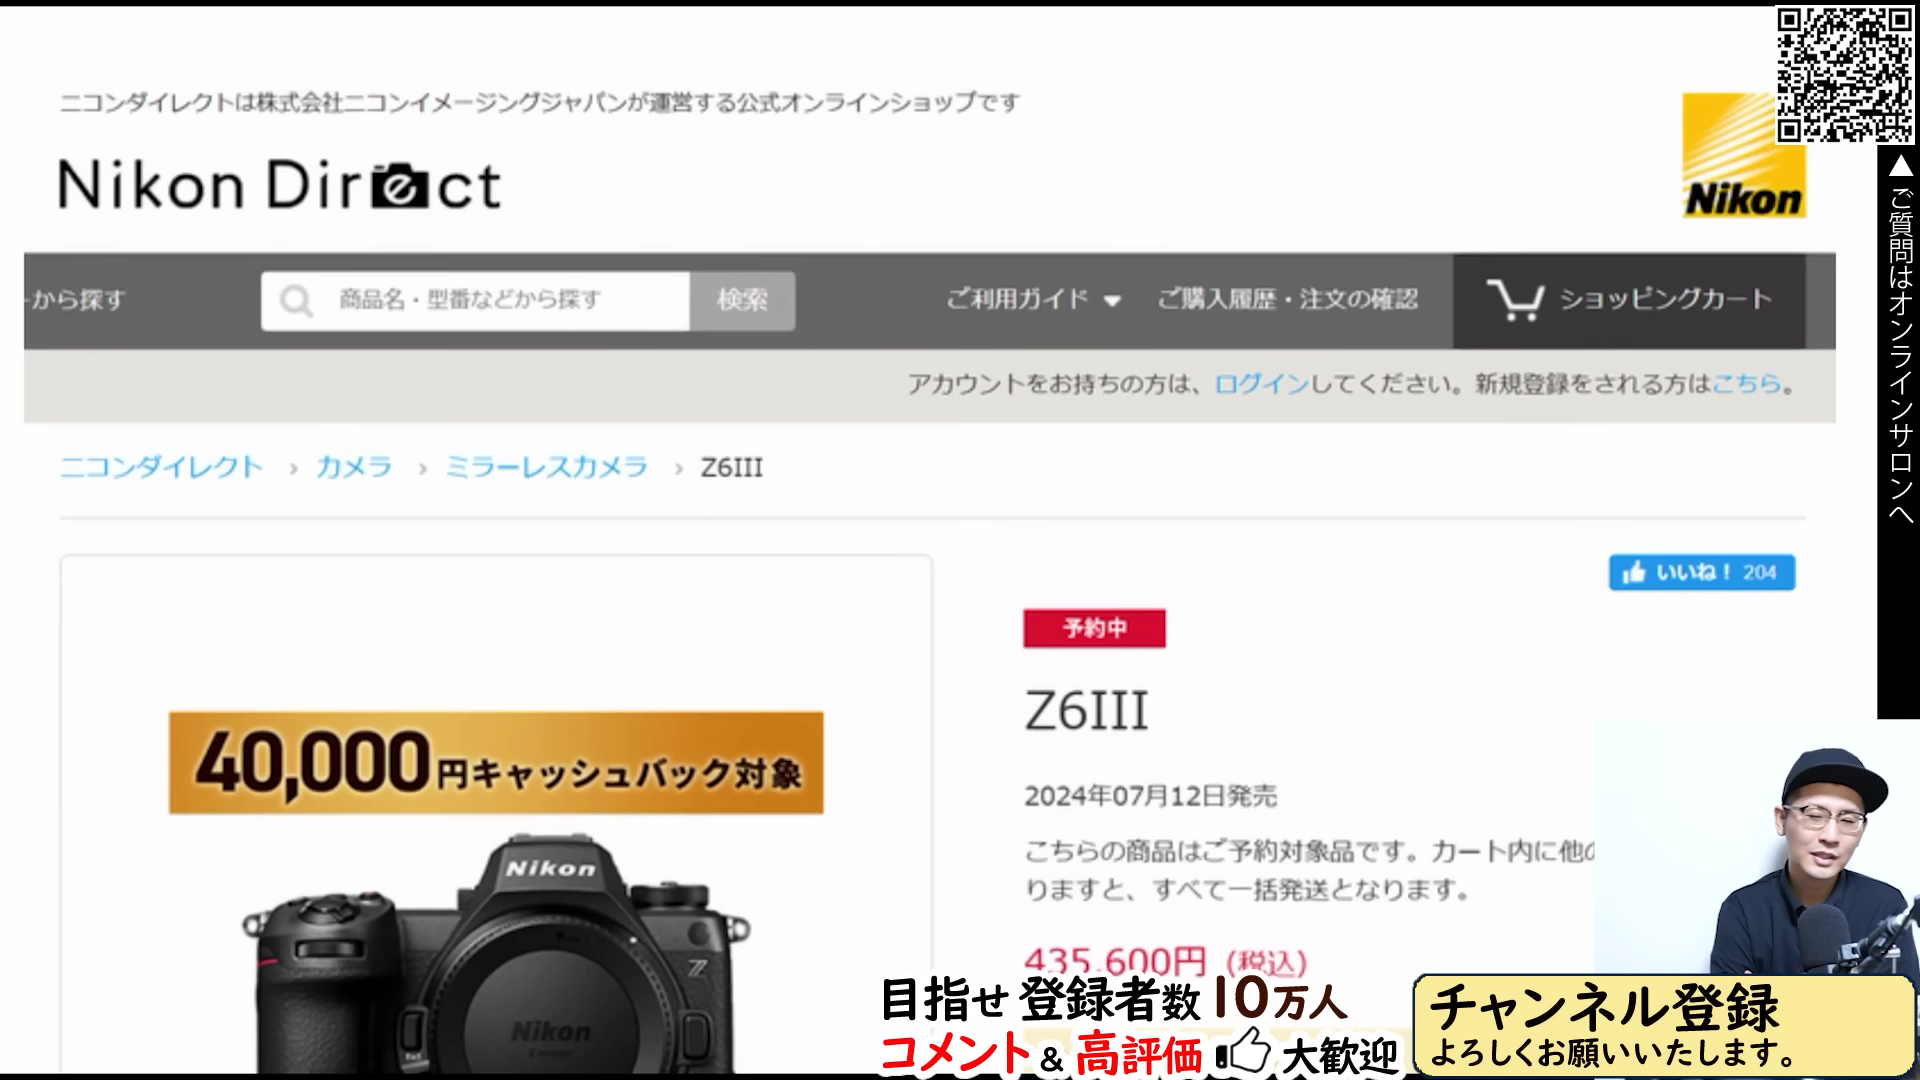 ニコンダイレクトは株式会社ニコンイメージングジャパンが運営する公式オンラインショップです
Nikon Direct
Nikon
▲ご質問はオンラインサロンへ
から探す
商品名・型番などから探す
検索
ご利用ガイド
ご購入履歴・注文の確認
ショッピングカート
アカウントをお持ちの方は、ログインしてください。新規登録をされる方はこちら。
ニコンダイレクト › カメラ › ミラーレスカメラ › Z6III
いいね! 204
予約中
Z6III
40,000円キャッシュバック対象
2024年07月12日発売
こちらの商品はご予約対象品です。カート内に他の
りますと、すべて一括発送となります。
435,600円 (税込)
Nikon
Z
Nikon
目指せ 登録者数10万人
コメント&高評価 大歓迎
チャンネル登録
よろしくお願いいたします。